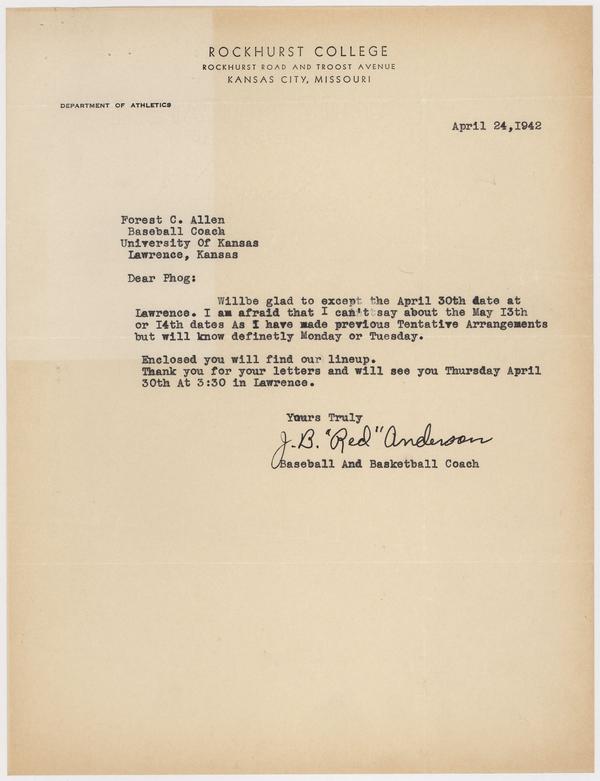 ROCKHURST COLLEGE
ROCKHURST ROAD AND TROOST AVENUE
KANSAS CITY, MISSOURI
DEPARTMENT OF ATHLETICS
April 24,1942
Forest C. Allen
Baseball Coach
University Of Kansas
Lawrence, Kansas
Dear Phog:
Willbe glad to except the April 30th date at
Lawrence. I am afraid that I can't say about the May 13th
or 14th dates As I have made previous Tentative Arrangements
but will know definetly Monday or Tuesday.
Enclosed you will find our lineup.
Thank you for your letters and will see you Thursday April
30th At 3:30 in Lawrence.
Yours Truly
J.B. "Red" Anderson
Baseball And Basketball Coach